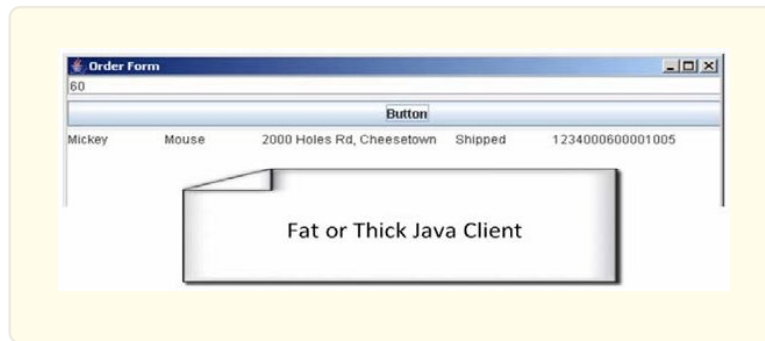 Order Form
60
Button
Mickey Mouse 2000 Holes Rd, Cheesetown Shipped 1234000600001005
Fat or Thick Java Client